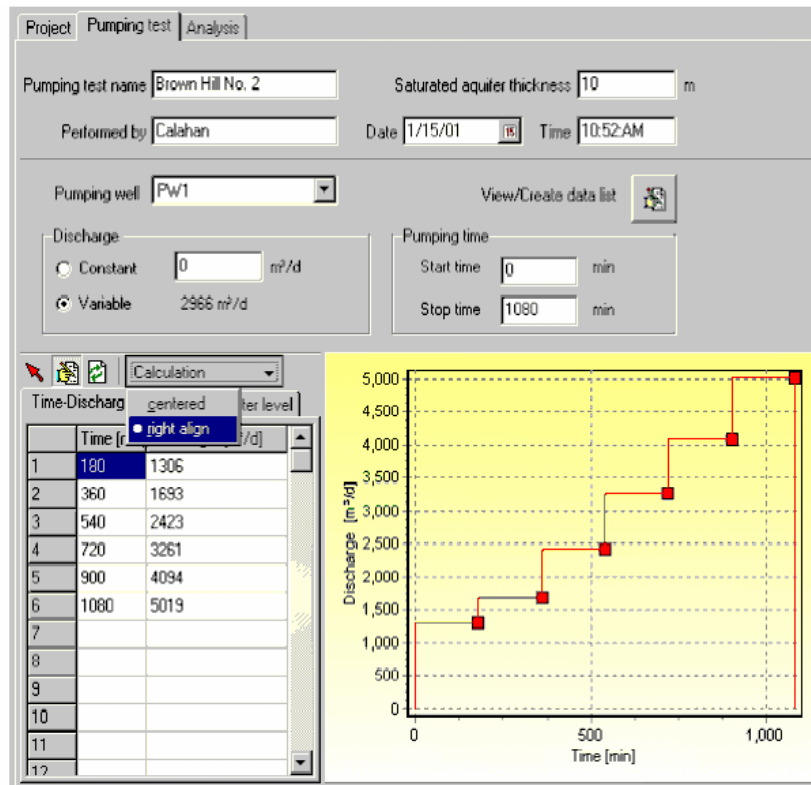 Project Pumping test Analysis
Pumping test name Brown Hill No. 2 Saturated aquifer thickness 10 m
Performed by Calahan Date 1/15/01 15 Time 10:52:AM
Pumping well PW1 View/Create data list
Discharge Pumping time
Constant 0 m³/d Start time 0 min
Variable 2966 m³/d Stop time 1080 min
Calculation
Time-Discharg centered ter level
right align
Time [r /d]
1 180 1306
2 360 1693
3 540 2423
4 720 3261
5 900 4094
6 1080 5019
7
8
9
10
11
12
5,000
4,500
4,000
3,500
3,000
2,500
2,000
1,500
1,000
500
0
Discharge [m³/d]
0 500 1,000
Time [min]